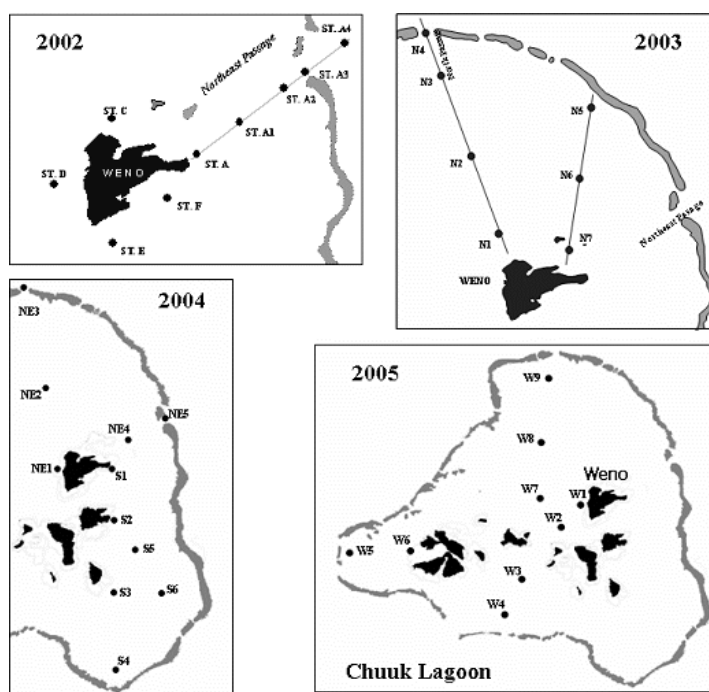 2002
ST. A4
Northeast Passage
ST. A3
ST. A2
ST. C
ST. A1
ST. A
WENO
ST. D
ST. F
ST. E
2003
N4
North Passage
N3
N5
N2
N6
Northeast Passage
N1
N7
WENO
2004
NE3
NE2
NE5
NE4
NE1
S1
S2
S5
S3
S6
S4
2005
W9
W8
Weno
W7
W1
W2
W5
W6
W3
W4
Chuuk Lagoon